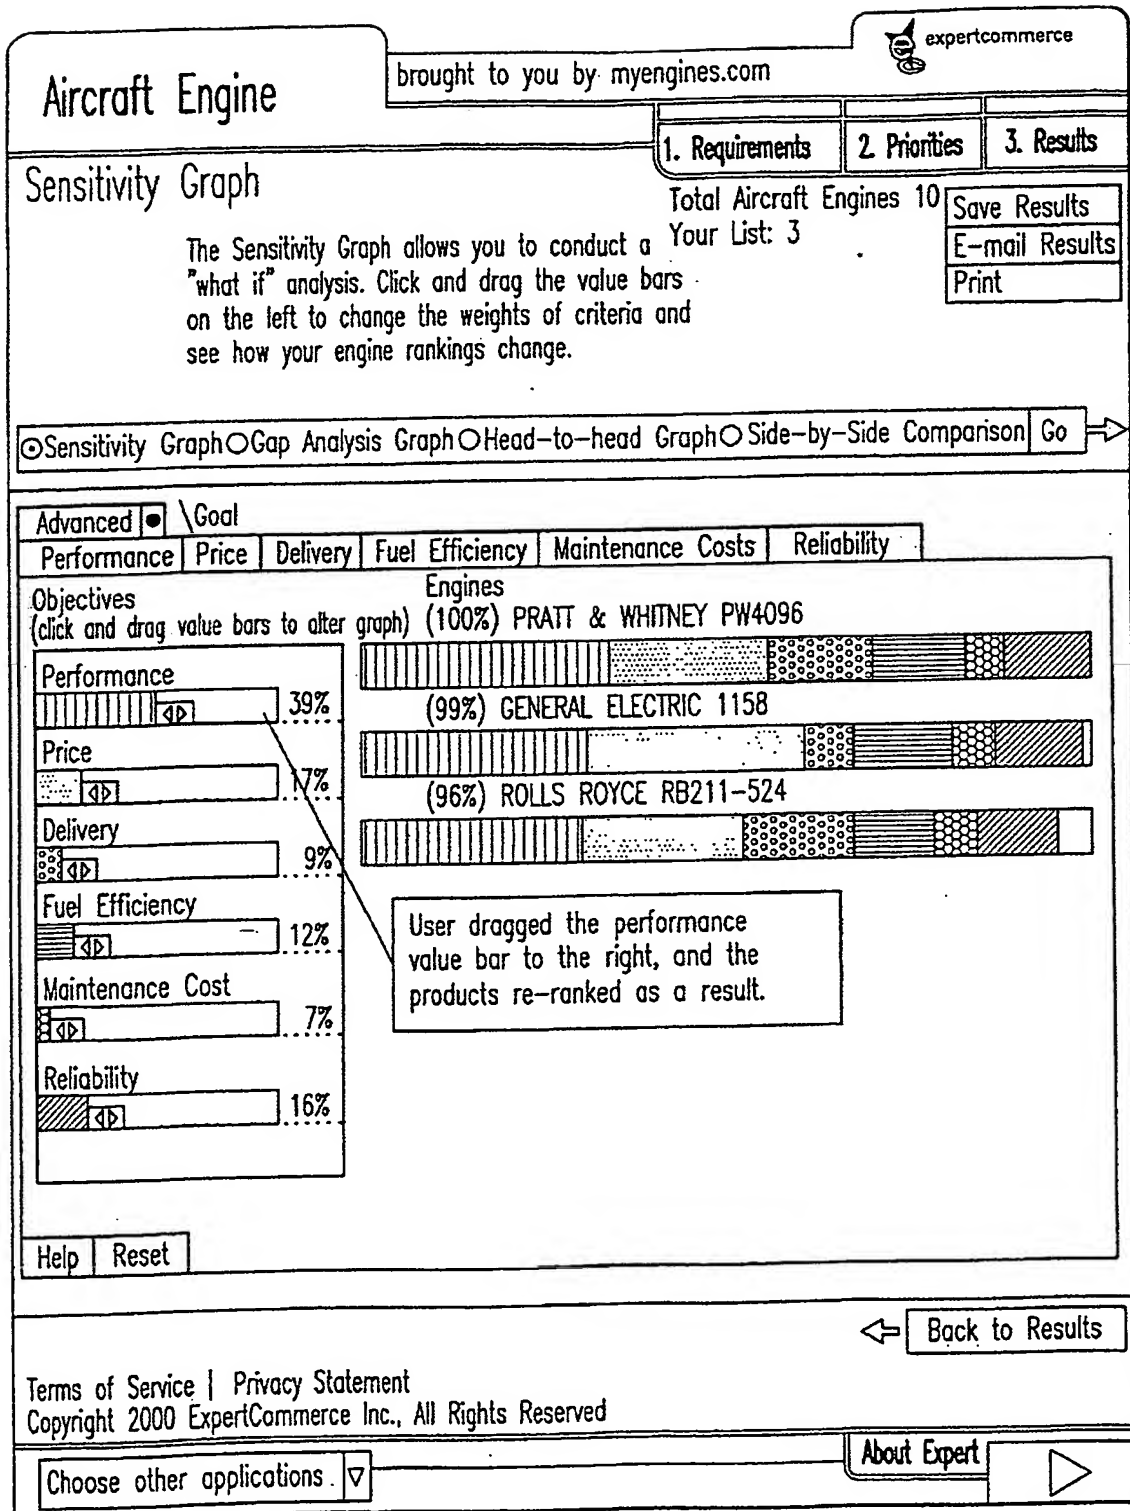 expertcommerce
Aircraft Engine
brought to you by myengines.com
1. Requirements
2. Priorities
3. Results
Sensitivity Graph
Total Aircraft Engines 10
Your List: 3
Save Results
E-mail Results
Print
The Sensitivity Graph allows you to conduct a
"what if" analysis. Click and drag the value bars
on the left to change the weights of criteria and
see how your engine rankings change.
Sensitivity Graph Gap Analysis Graph Head-to-head Graph Side-by-Side Comparison Go
Advanced \Goal
Performance Price Delivery Fuel Efficiency Maintenance Costs Reliability
Objectives
(click and drag value bars to alter graph)
Engines
(100%) PRATT & WHITNEY PW4096
Performance
39%
(99%) GENERAL ELECTRIC 1158
Price
17%
(96%) ROLLS ROYCE RB211-524
Delivery
9%
Fuel Efficiency
12%
User dragged the performance
value bar to the right, and the
products re-ranked as a result.
Maintenance Cost
7%
Reliability
16%
Help Reset
Back to Results
Terms of Service | Privacy Statement
Copyright 2000 ExpertCommerce Inc., All Rights Reserved
About Expert
Choose other applications